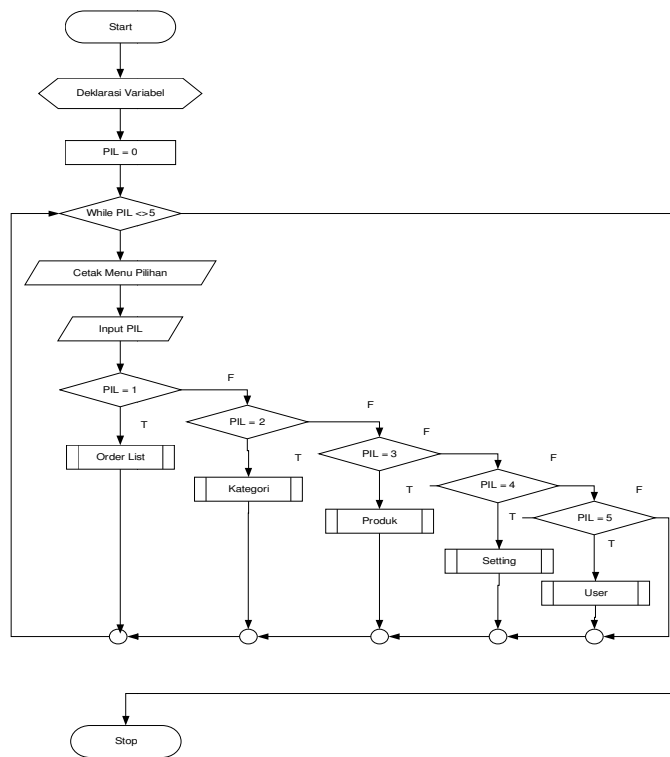 Start
Deklarasi Variabel
PIL = 0
While PIL <>5
Cetak Menu Pilihan
Input PIL
PIL = 1
F
T
Order List
PIL = 2
F
T
Kategori
PIL = 3
F
T
Produk
PIL = 4
F
T
Setting
PIL = 5
F
T
User
Stop